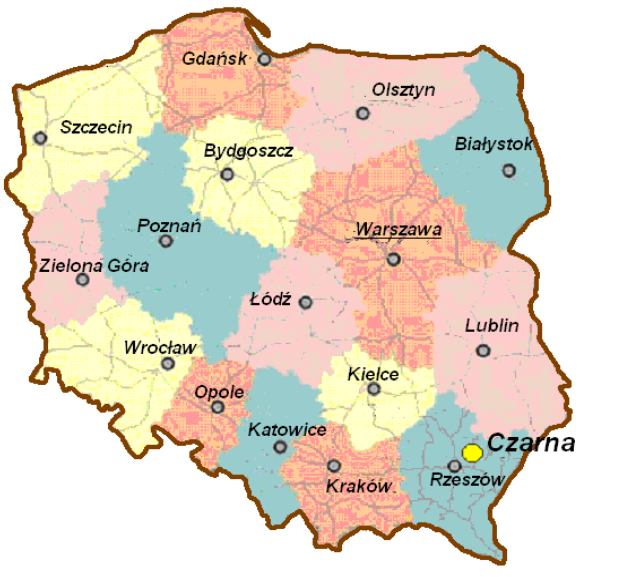 Gdańsk
Olsztyn
Szczecin
Białystok
Bydgoszcz
Poznań
Warszawa
Zielona Góra
Łódź
Lublin
Wrocław
Kielce
Opole
Katowice
Czarna
Rzeszów
Kraków